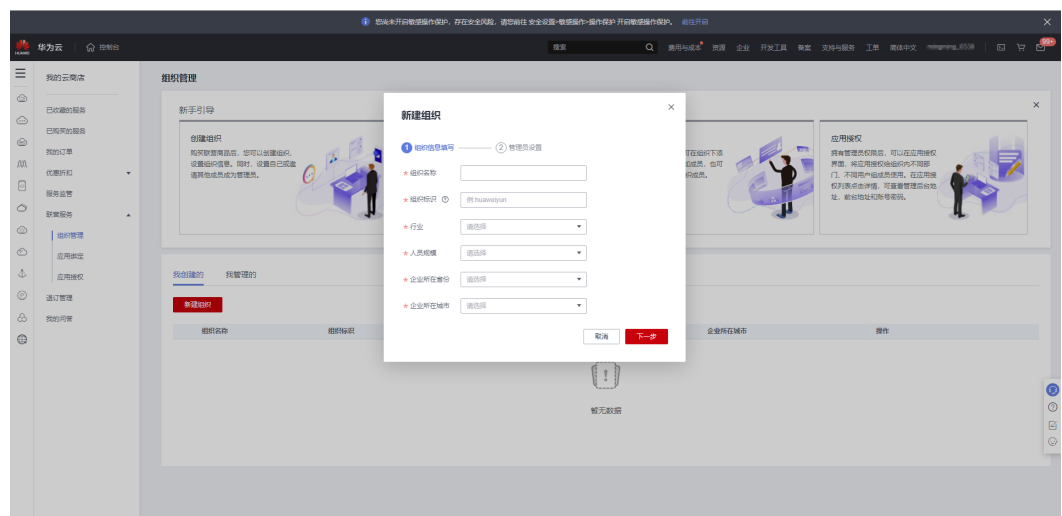 您尚未开启敏感操作保护，存在安全风险，请您前往 安全设置>敏感操作>操作保护 开启敏感操作保护。 前往开启
HUAWEI
华为云 控制台 搜索 费用与成本 资源 企业 开发工具 备案 支持与服务 工单 简体中文 99+
我的云商店
已收藏的服务
已购买的服务
我的订单
优惠折扣
服务监管
联营服务
组织管理
应用绑定
应用授权
退订管理
我的问答
组织管理
新手引导
创建组织
购买联营商品后，您可以创建组织，
设置组织信息。同时，设置自己或邀
请其他成员成为管理员。
可在组织下添
加成员，也可
织成员。
应用授权
拥有管理员权限后，可以在应用授权
界面，将应用授权给组织内不同部
门、不同用户组成员使用。在应用授
权列表点击详情，可查看管理后台地
址、前台地址和账号密码。
我创建的 我管理的
新建组织
组织名称 组织标识 企业所在城市 操作
暂无数据
新建组织
1 组织信息填写 2 管理员设置
* 组织名称
* 组织标识 例:huaweiyun
* 行业 请选择
* 人员规模 请选择
* 企业所在省份 请选择
* 企业所在城市 请选择
取消 下一步